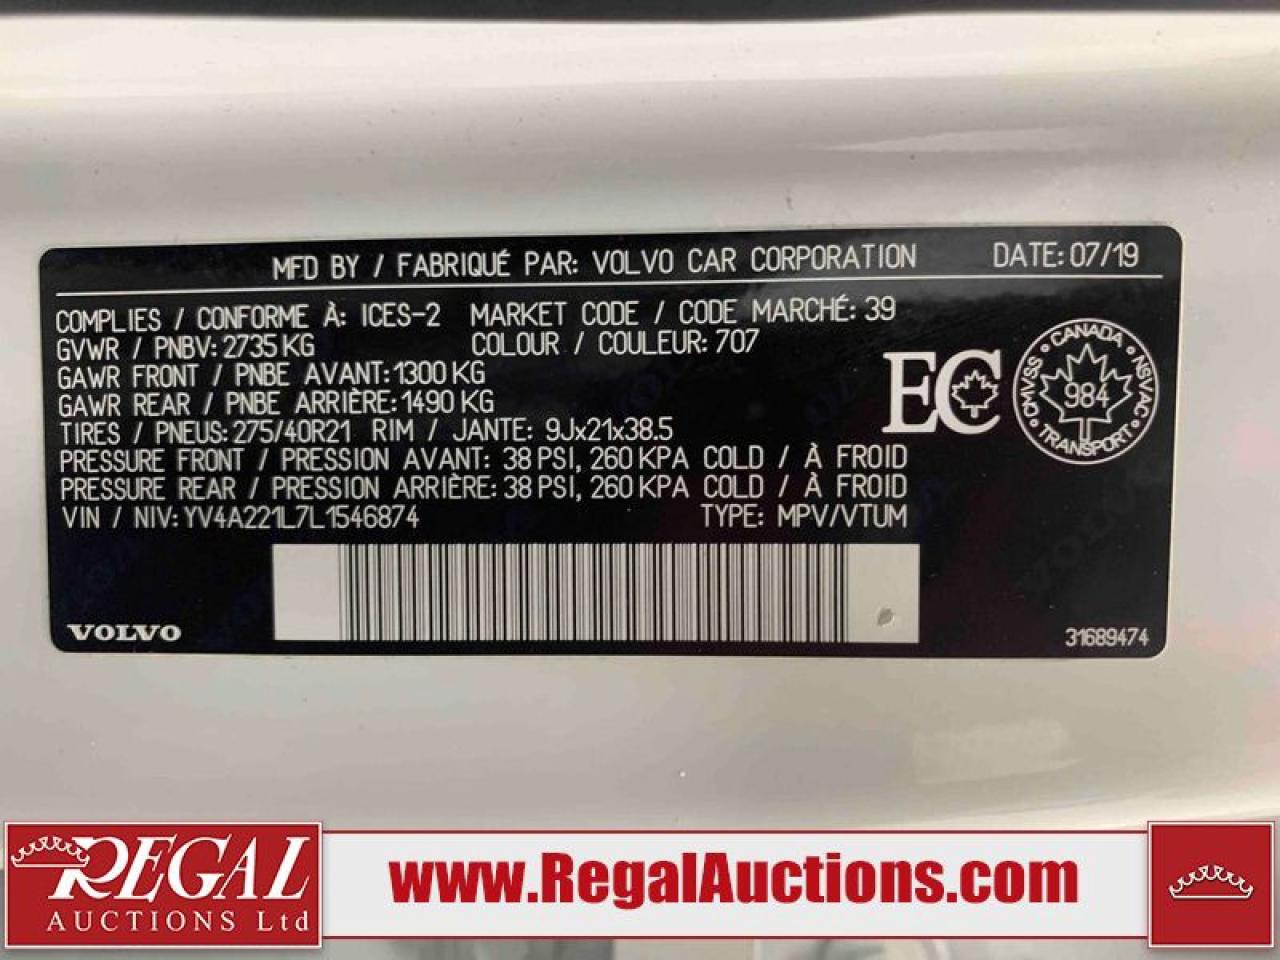 MFD BY / FABRIQUÉ PAR: VOLVO CAR CORPORATION DATE: 07/19
COMPLIES / CONFORME À: ICES-2 MARKET CODE / CODE MARCHÉ: 39
GVWR / PNBV: 2735 KG COLOUR / COULEUR: 707
GAWR FRONT / PNBE AVANT: 1300 KG
GAWR REAR / PNBE ARRIÈRE: 1490 KG
TIRES / PNEUS: 275/40R21 RIM / JANTE: 9Jx21x38.5
PRESSURE FRONT / PRESSION AVANT: 38 PSI, 260 KPA COLD / À FROID
PRESSURE REAR / PRESSION ARRIÈRE: 38 PSI, 260 KPA COLD / À FROID
VIN / NIV: YV4A221L7L1546874 TYPE: MPV/VTUM
EC
CANADA
CMVSS NSVAC
984
TRANSPORT
VOLVO
31689474
REGAL
AUCTIONS Ltd
www.RegalAuctions.com